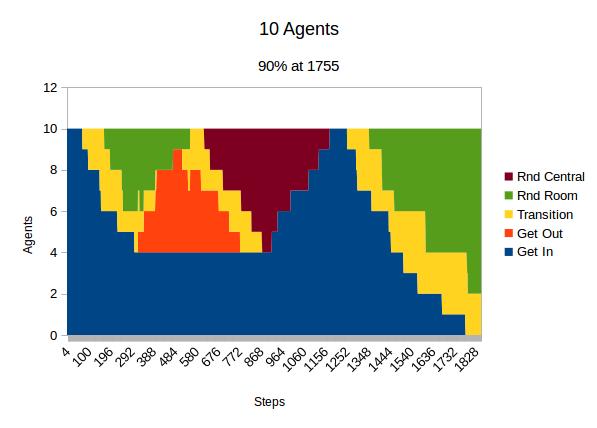 10 Agents
90% at 1755
12
10
8
6
4
2
0
Agents
4 100 196 292 388 484 580 676 772 868 964 1060 1156 1252 1348 1444 1540 1636 1732 1828
Steps
Rnd Central
Rnd Room
Transition
Get Out
Get In